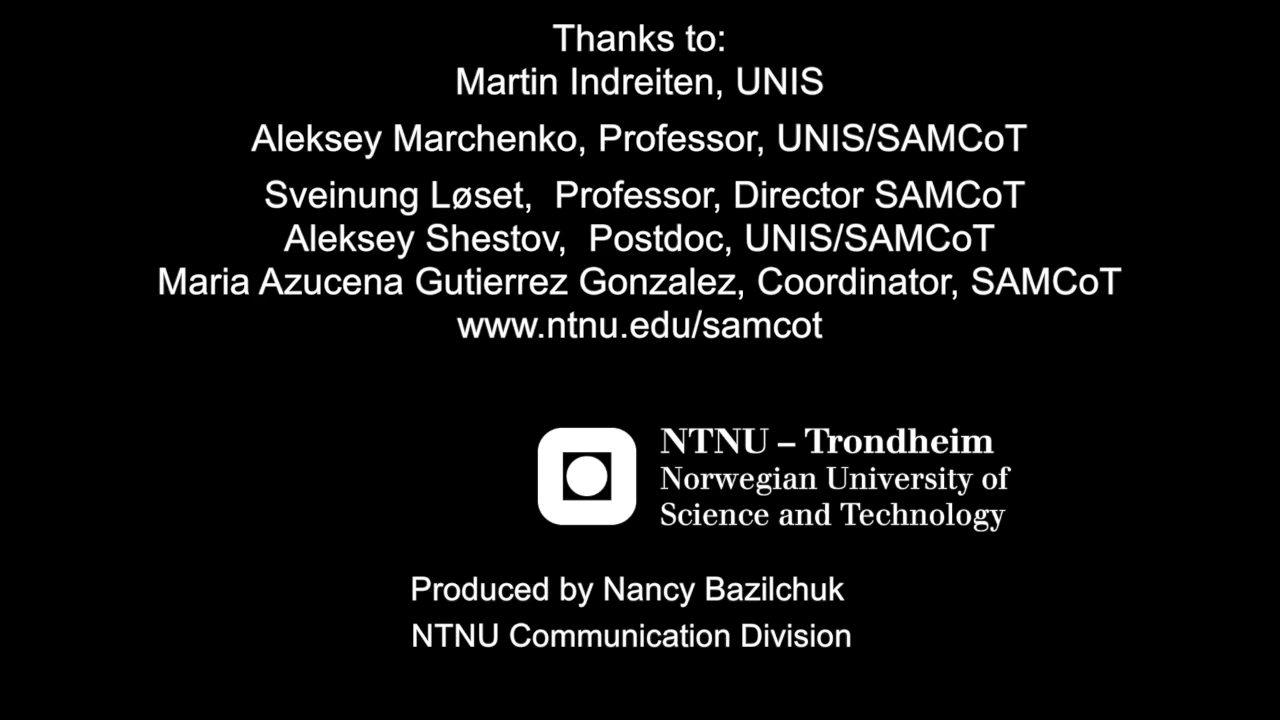 Thanks to:
Martin Indreiten, UNIS
Aleksey Marchenko, Professor, UNIS/SAMCoT
Sveinung Løset,  Professor, Director SAMCoT
Aleksey Shestov,  Postdoc, UNIS/SAMCoT
Maria Azucena Gutierrez Gonzalez, Coordinator, SAMCoT
www.ntnu.edu/samcot
NTNU – Trondheim
Norwegian University of
Science and Technology
Produced by Nancy Bazilchuk
NTNU Communication Division